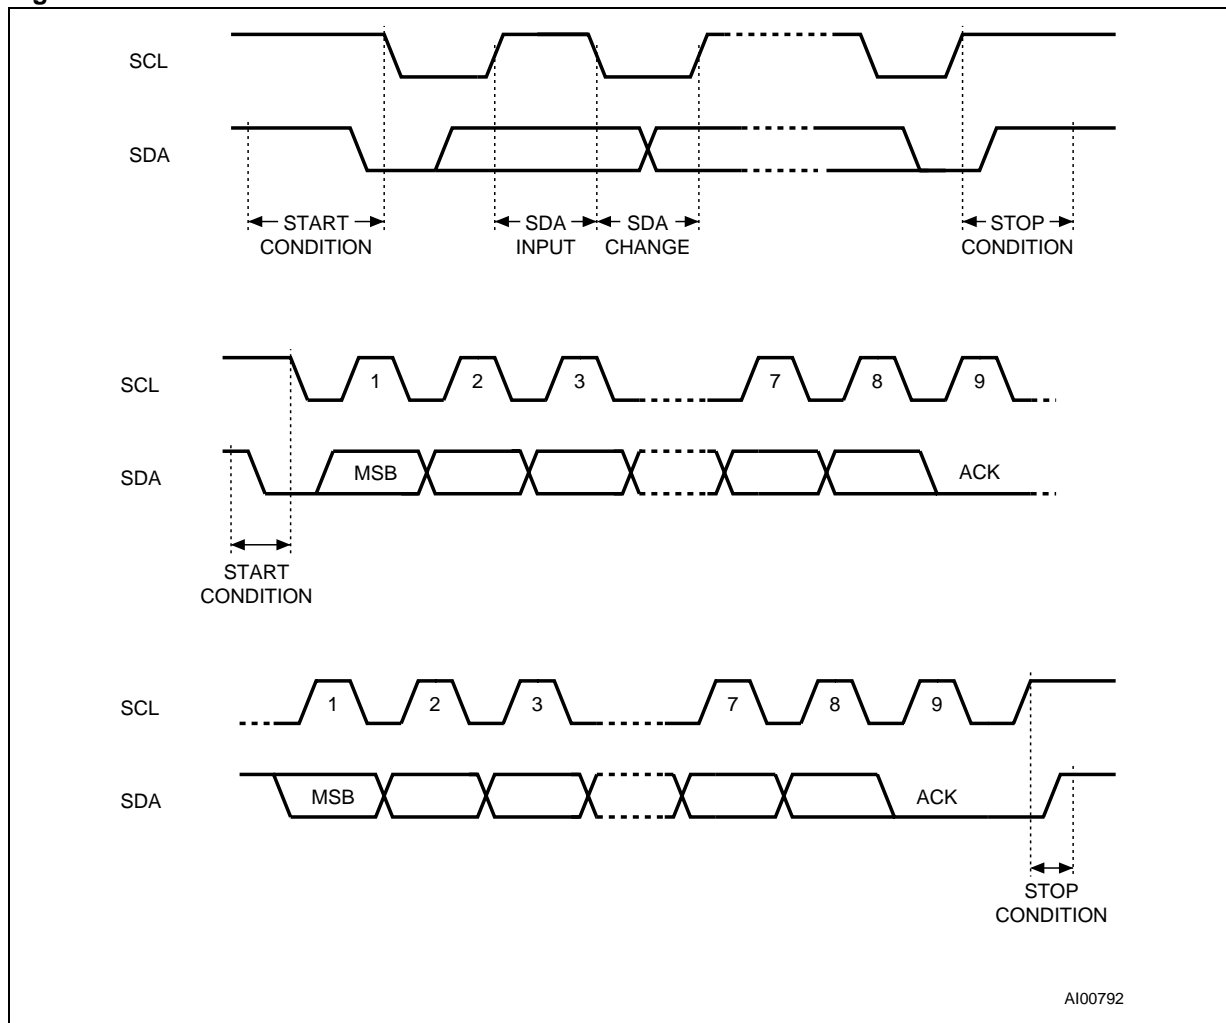 SCL
SDA
START
CONDITION
SDA
INPUT
SDA
CHANGE
STOP
CONDITION
SCL
1
2
3
7
8
9
SDA
MSB
ACK
START
CONDITION
SCL
1
2
3
7
8
9
SDA
MSB
ACK
STOP
CONDITION
AI00792